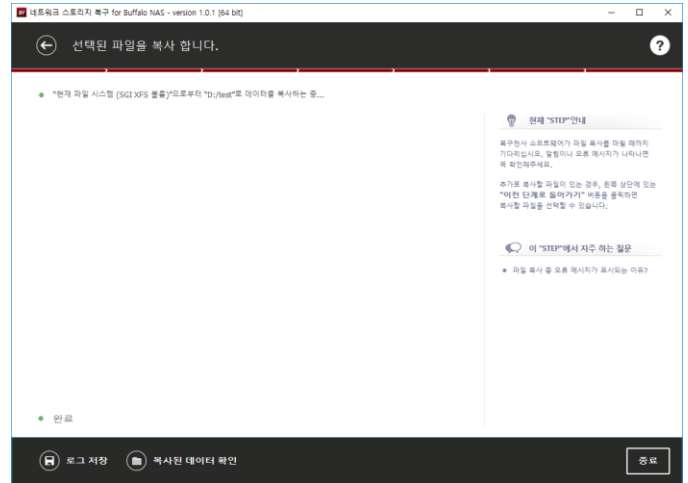 네트워크 스토리지 복구 for Buffalo NAS - version 1.0.1 [64 bit]
선택된 파일을 복사 합니다.
?
"현재 파일 시스템 (SGI XFS 볼륨)"으로부터 "D:/test"로 데이터를 복사하는 중...
현재 "STEP"안내
복구천사 소프트웨어가 파일 복사를 마칠 때까지
기다리십시오. 알림이나 오류 메시지가 나타나면
꼭 확인해주세요.
추가로 복사할 파일이 있는 경우, 왼쪽 상단에 있는
"이전 단계로 돌아가기" 버튼을 클릭하면
복사할 파일을 선택할 수 있습니다.
이 "STEP"에서 자주 하는 질문
파일 복사 중 오류 메시지가 표시되는 이유?
완료
로그 저장
복사된 데이터 확인
종료